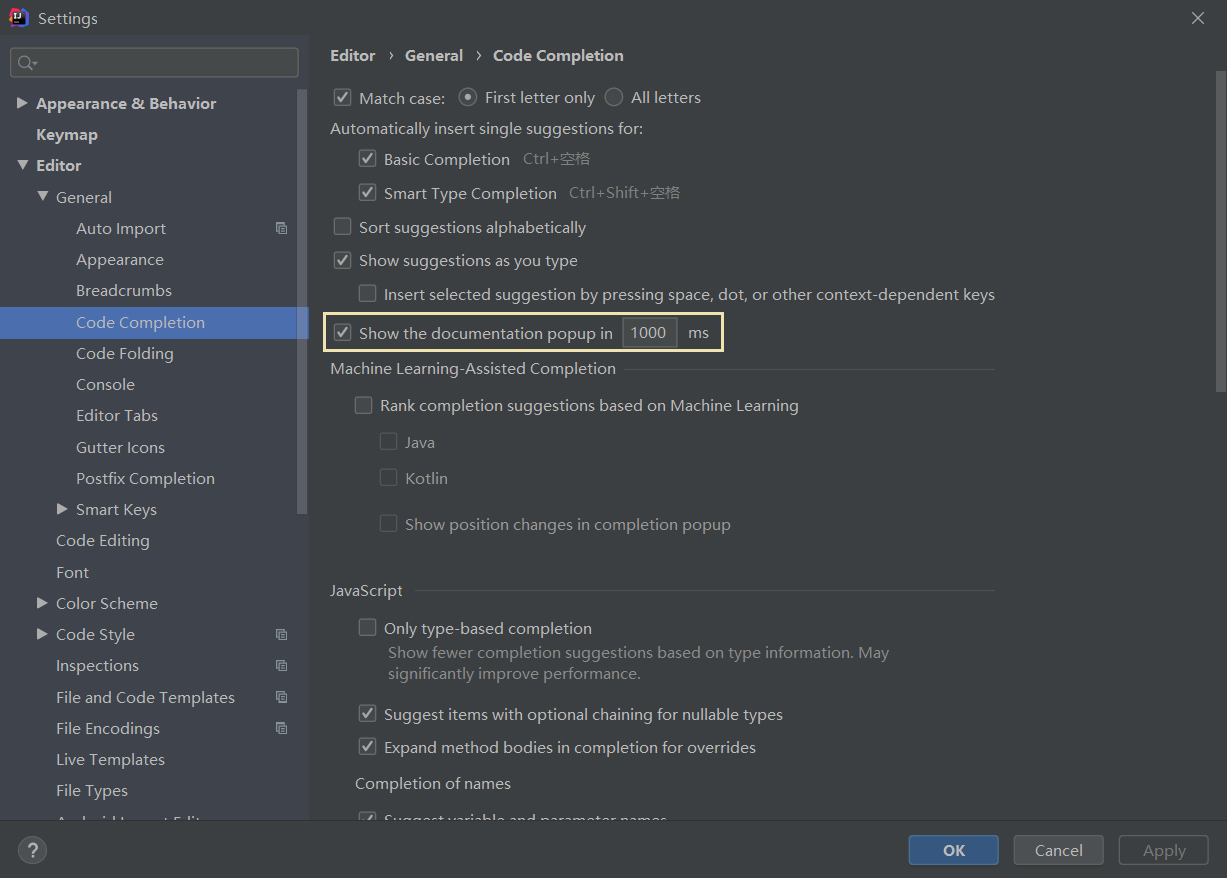 Settings
Editor › General › Code Completion
Appearance & Behavior
Keymap
Editor
General
Auto Import
Appearance
Breadcrumbs
Code Completion
Code Folding
Console
Editor Tabs
Gutter Icons
Postfix Completion
Smart Keys
Code Editing
Font
Color Scheme
Code Style
Inspections
File and Code Templates
File Encodings
Live Templates
File Types
Match case: First letter only All letters
Automatically insert single suggestions for:
Basic Completion Ctrl+空格
Smart Type Completion Ctrl+Shift+空格
Sort suggestions alphabetically
Show suggestions as you type
Insert selected suggestion by pressing space, dot, or other context-dependent keys
Show the documentation popup in 1000 ms
Machine Learning-Assisted Completion
Rank completion suggestions based on Machine Learning
Java
Kotlin
Show position changes in completion popup
JavaScript
Only type-based completion
Show fewer completion suggestions based on type information. May
significantly improve performance.
Suggest items with optional chaining for nullable types
Expand method bodies in completion for overrides
Completion of names
Suggest variable and parameter names
? OK Cancel Apply